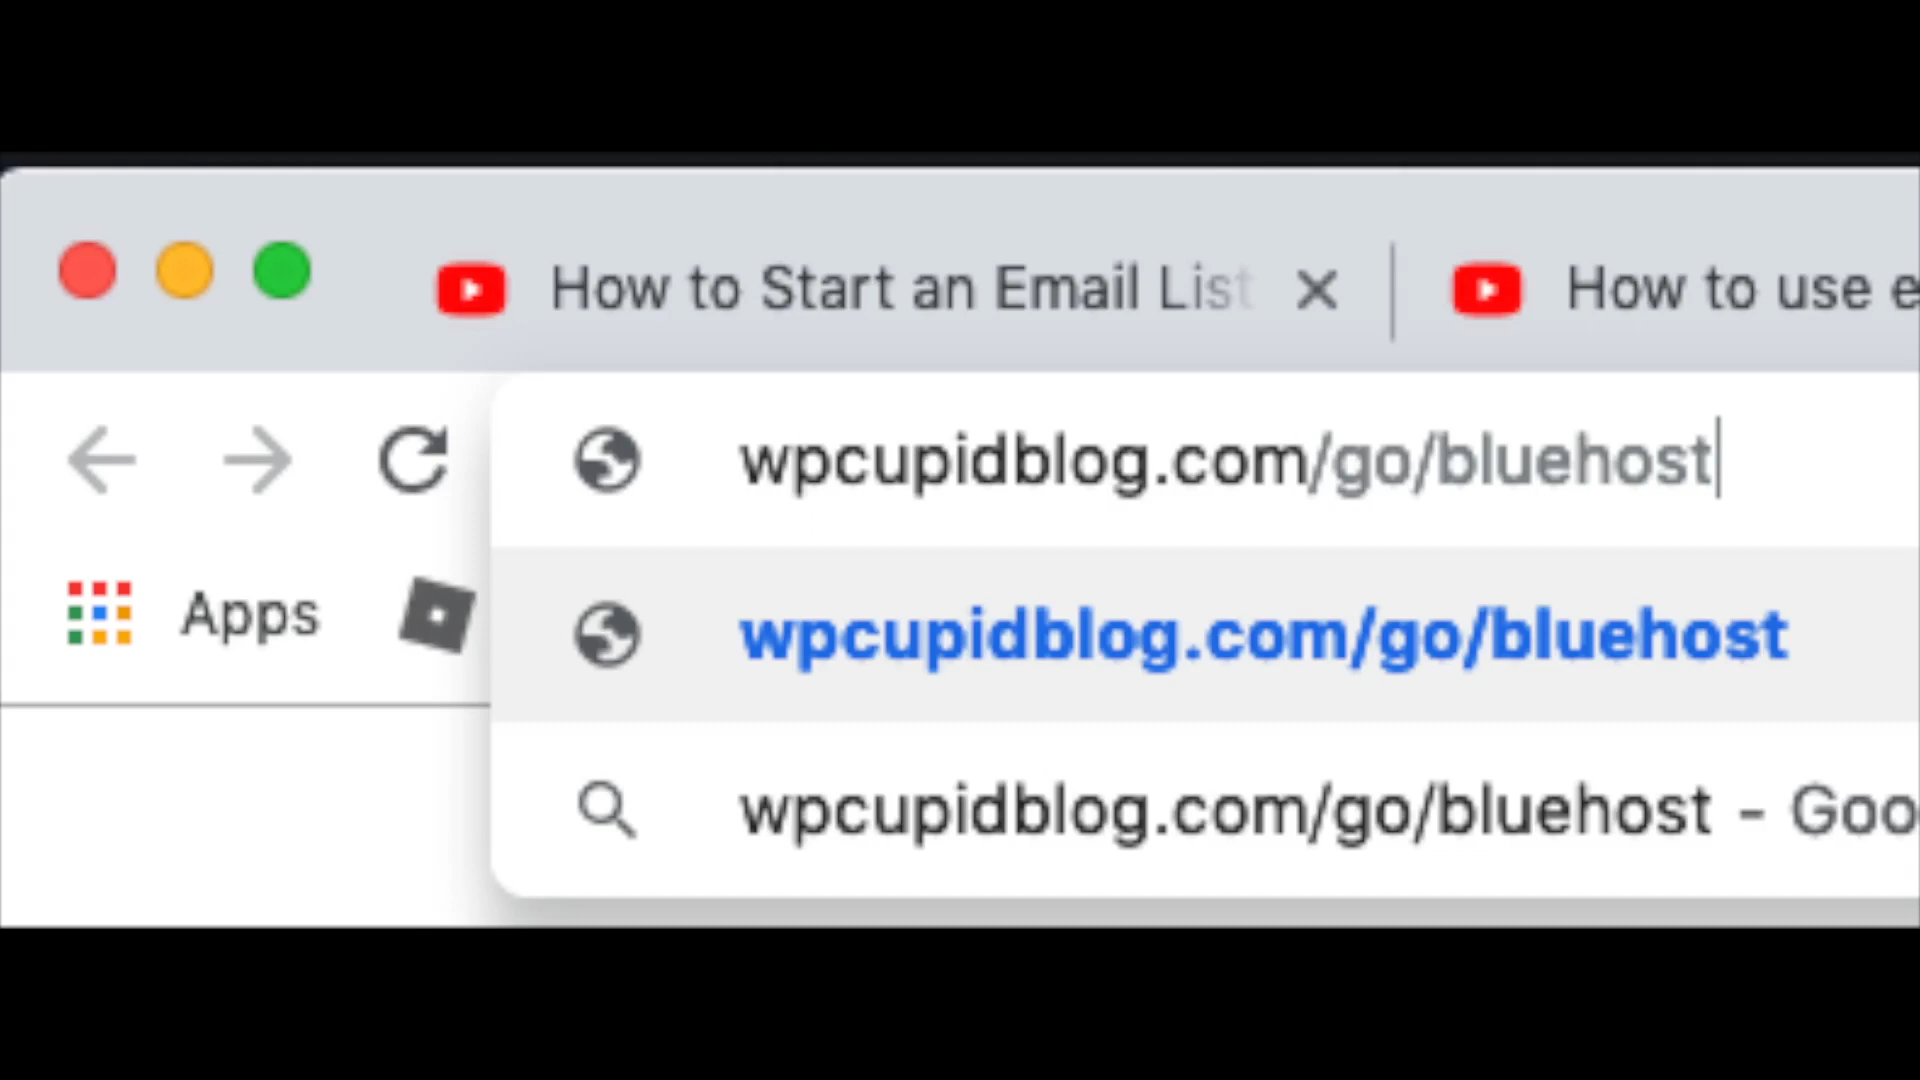 How to Start an Email List
How to use e
wpcupidblog.com/go/bluehost
Apps
wpcupidblog.com/go/bluehost
wpcupidblog.com/go/bluehost - Goo